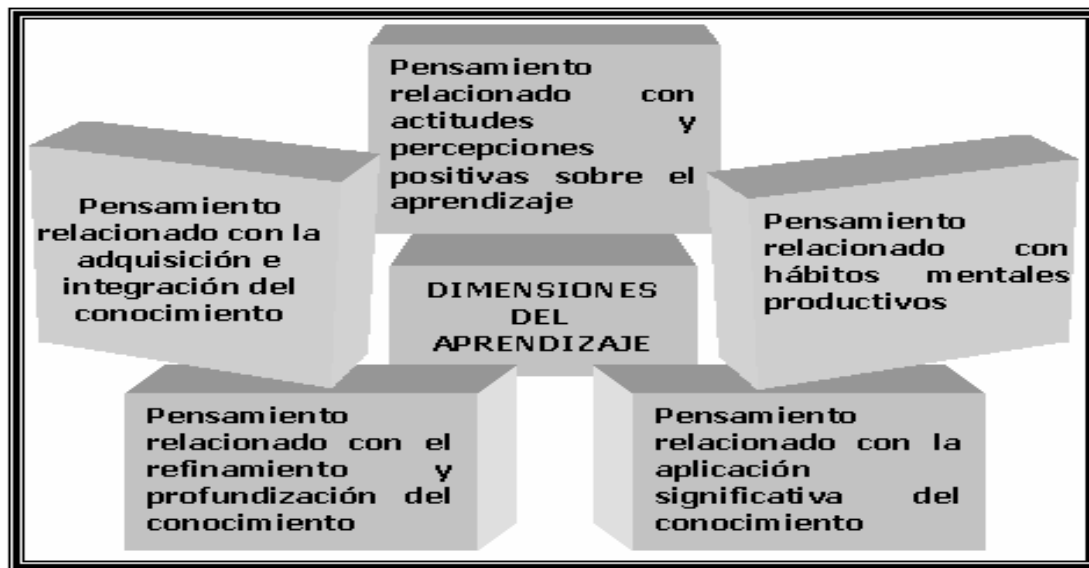 Pensamiento
relacionado con
actitudes y
percepciones
positivas sobre el
aprendizaje
Pensamiento
relacionado con la
adquisición e
integración del
conocimiento
DIMENSIONES
DEL
APRENDIZAJE
Pensamiento
relacionado con
hábitos mentales
productivos
Pensamiento
relacionado con el
refinamiento y
profundización del
conocimiento
Pensamiento
relacionado con la
aplicación
significativa del
conocimiento